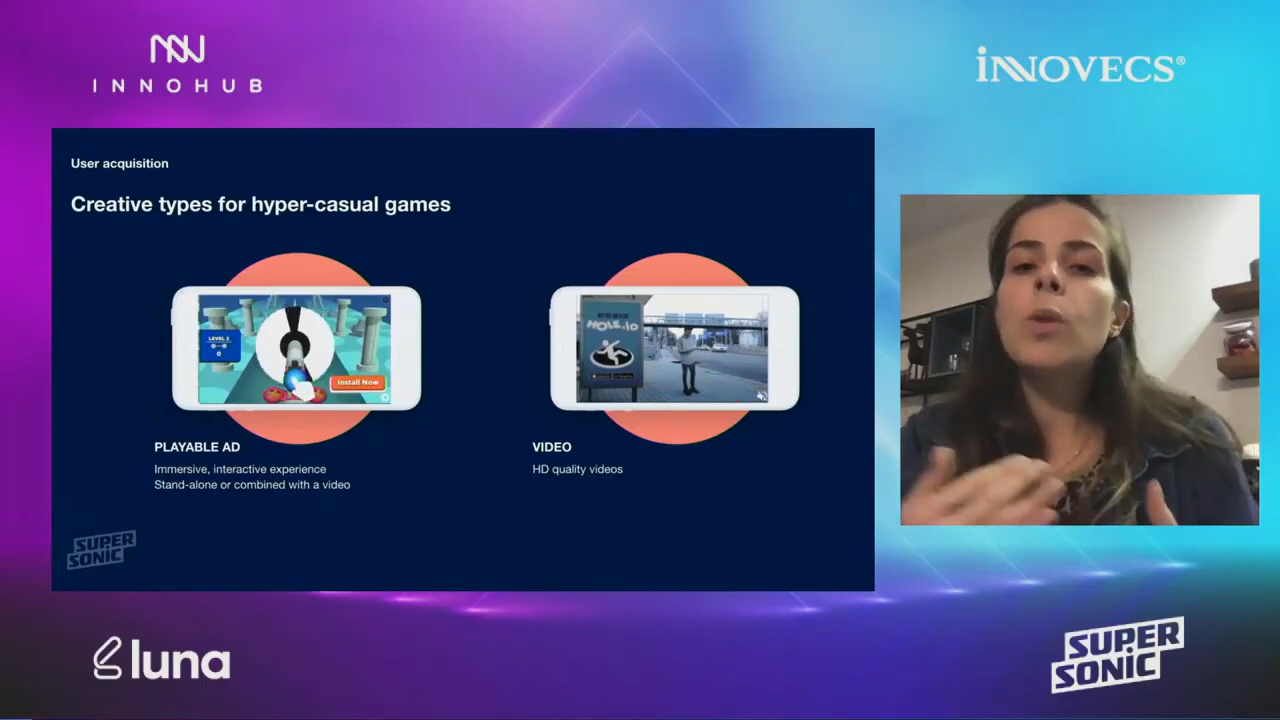 INNOHUB
iNNOVECS®
User acquisition
Creative types for hyper-casual games
LEVEL 2
0
Install Now
HOLE.IO
PLAYABLE AD
Immersive, interactive experience
Stand-alone or combined with a video
VIDEO
HD quality videos
SUPER
SONIC
luna
SUPER
SONIC